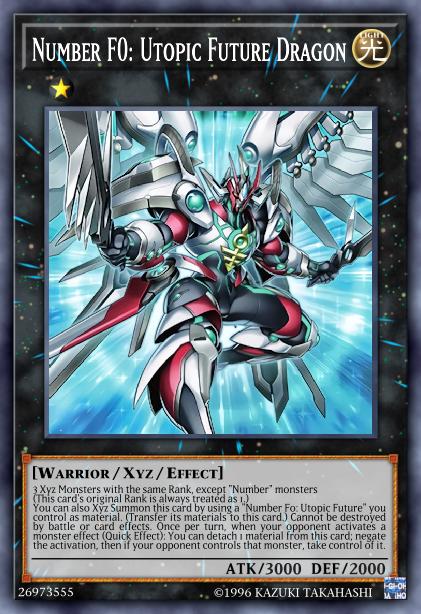 NUMBER F0: UTOPIC FUTURE DRAGON
LIGHT
光
[WARRIOR / XYZ / EFFECT]
3 Xyz Monsters with the same Rank, except "Number" monsters
(This card's original Rank is always treated as 1.)
You can also Xyz Summon this card by using a "Number F0: Utopic Future" you
control as material. (Transfer its materials to this card.) Cannot be destroyed
by battle or card effects. Once per turn, when your opponent activates a
monster effect (Quick Effect): You can detach 1 material from this card; negate
the activation, then if your opponent controls that monster, take control of it.
ATK/3000 DEF/2000
26973555
©1996 KAZUKI TAKAHASHI